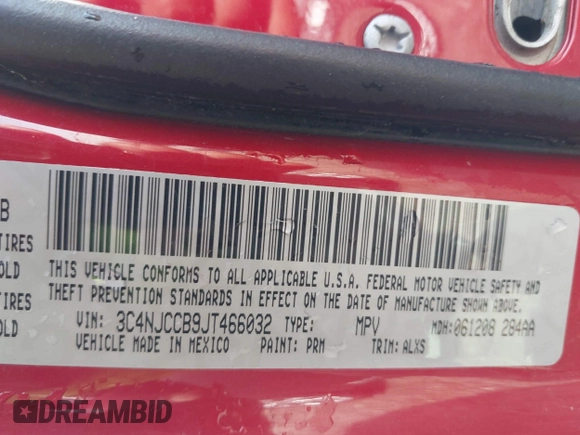 B
TIRES
OLD
THIS VEHICLE CONFORMS TO ALL APPLICABLE U.S.A. FEDERAL MOTOR VEHICLE SAFETY AND
TIRES
THEFT PREVENTION STANDARDS IN EFFECT ON THE DATE OF MANUFACTURE SHOWN ABOVE.
OLD
VIN: 3C4NJCCB9JT466032 TYPE: MPV MDH:061208 284AA
VEHICLE MADE IN MEXICO PAINT: PRM TRIM: ALXS
DREAMBID